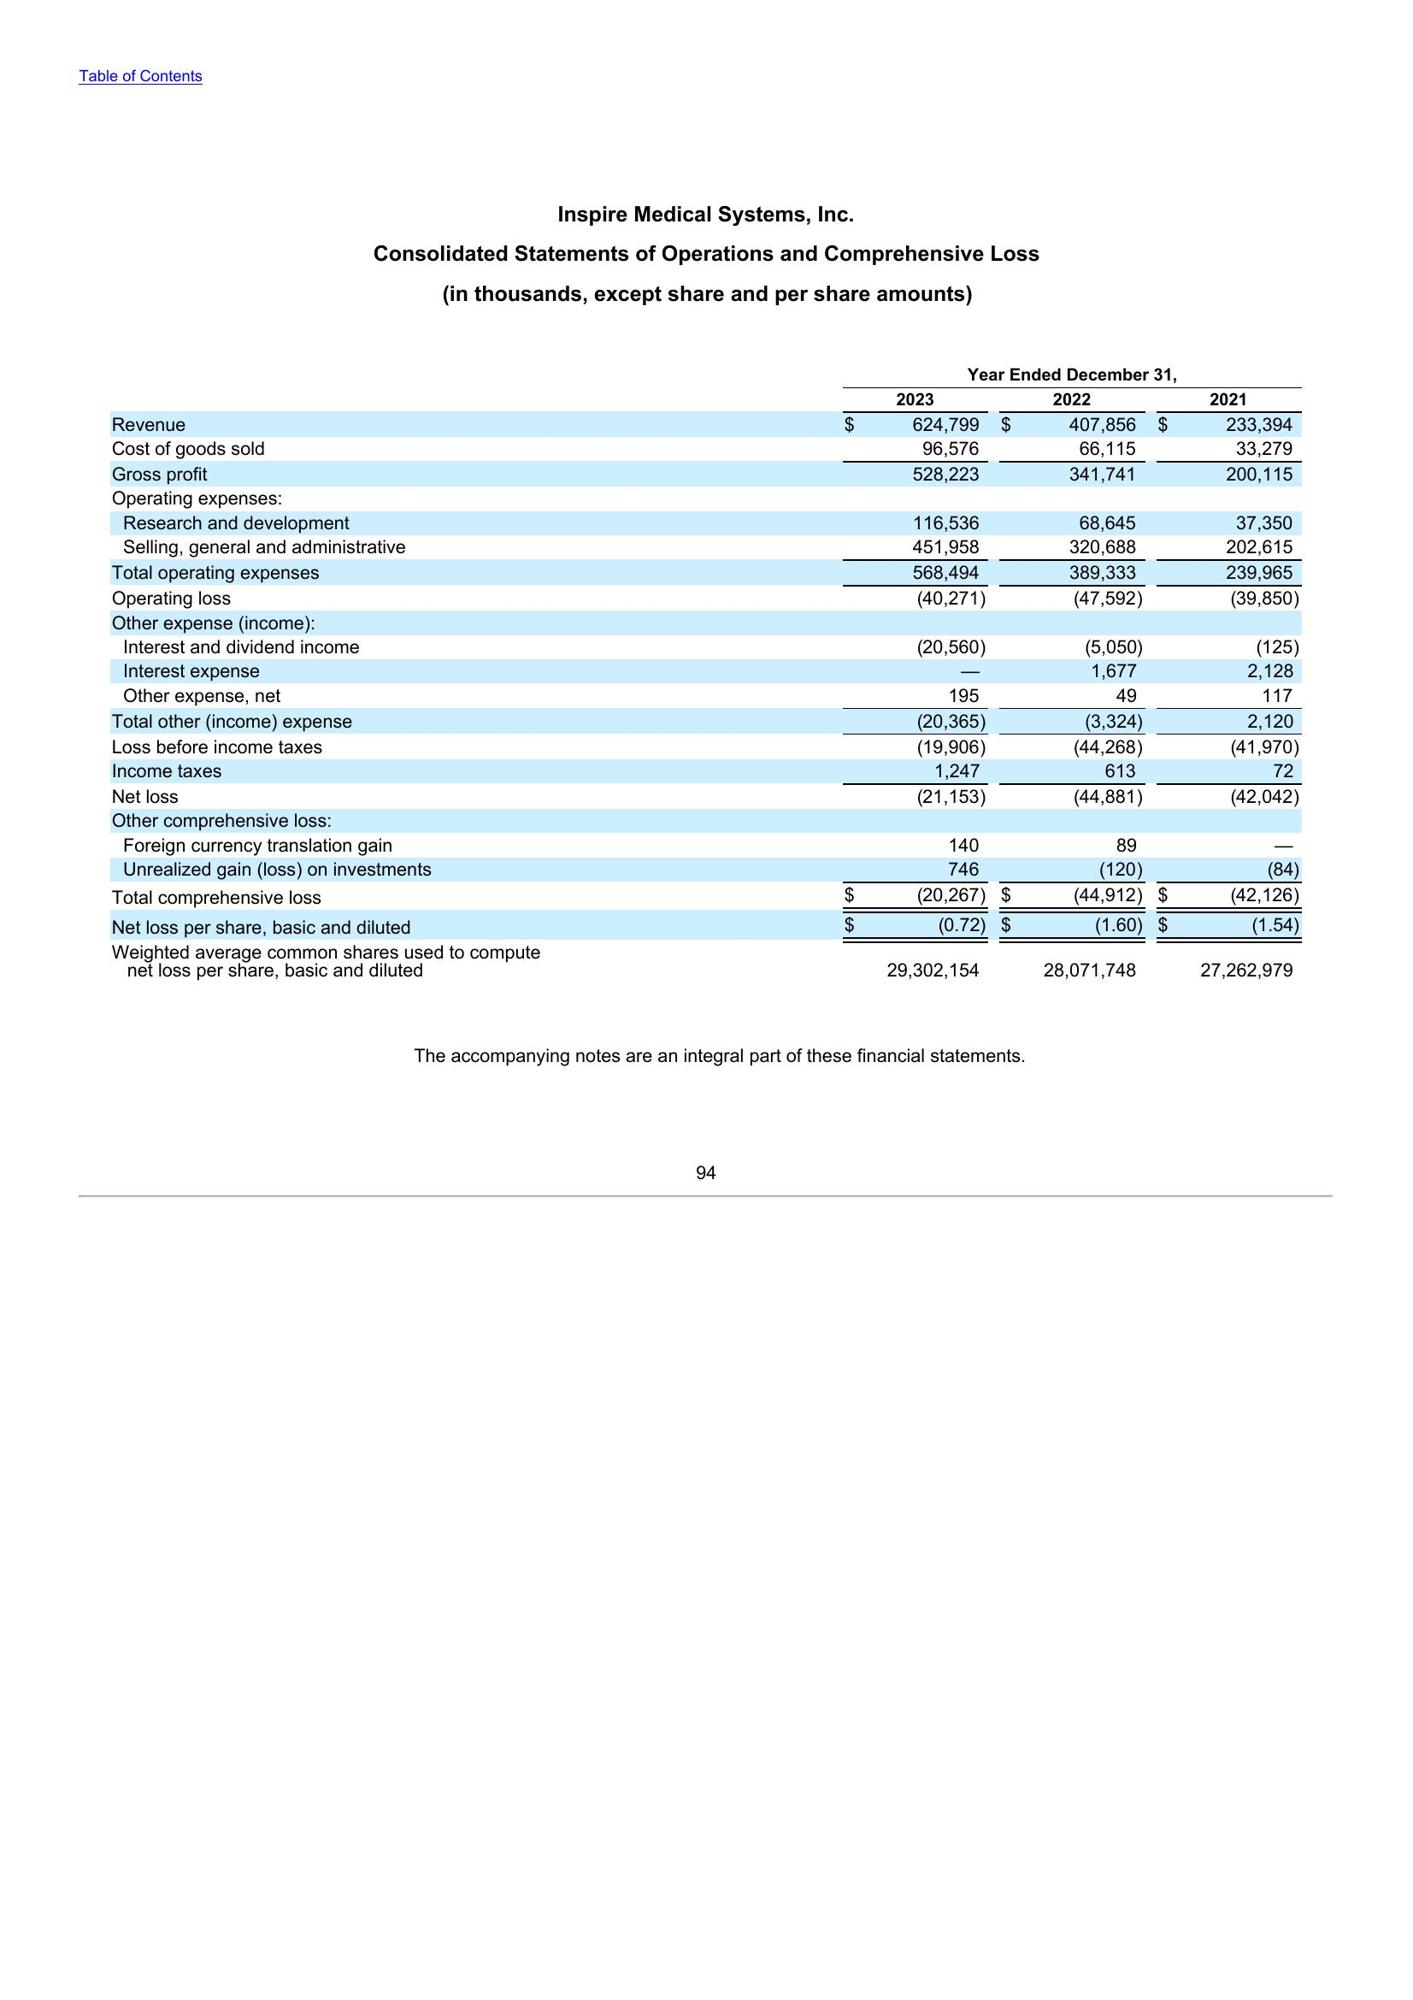 Table of Contents
Inspire Medical Systems, Inc.
Consolidated Statements of Operations and Comprehensive Loss
(in thousands, except share and per share amounts)
Year Ended December 31,
2023 2022 2021
Revenue $ 624,799 $ 407,856 $ 233,394
Cost of goods sold 96,576 66,115 33,279
Gross profit 528,223 341,741 200,115
Operating expenses:
Research and development 116,536 68,645 37,350
Selling, general and administrative 451,958 320,688 202,615
Total operating expenses 568,494 389,333 239,965
Operating loss (40,271) (47,592) (39,850)
Other expense (income):
Interest and dividend income (20,560) (5,050) (125)
Interest expense — 1,677 2,128
Other expense, net 195 49 117
Total other (income) expense (20,365) (3,324) 2,120
Loss before income taxes (19,906) (44,268) (41,970)
Income taxes 1,247 613 72
Net loss (21,153) (44,881) (42,042)
Other comprehensive loss:
Foreign currency translation gain 140 89 —
Unrealized gain (loss) on investments 746 (120) (84)
Total comprehensive loss $ (20,267) $ (44,912) $ (42,126)
Net loss per share, basic and diluted $ (0.72) $ (1.60) $ (1.54)
Weighted average common shares used to compute
net loss per share, basic and diluted 29,302,154 28,071,748 27,262,979
The accompanying notes are an integral part of these financial statements.
94